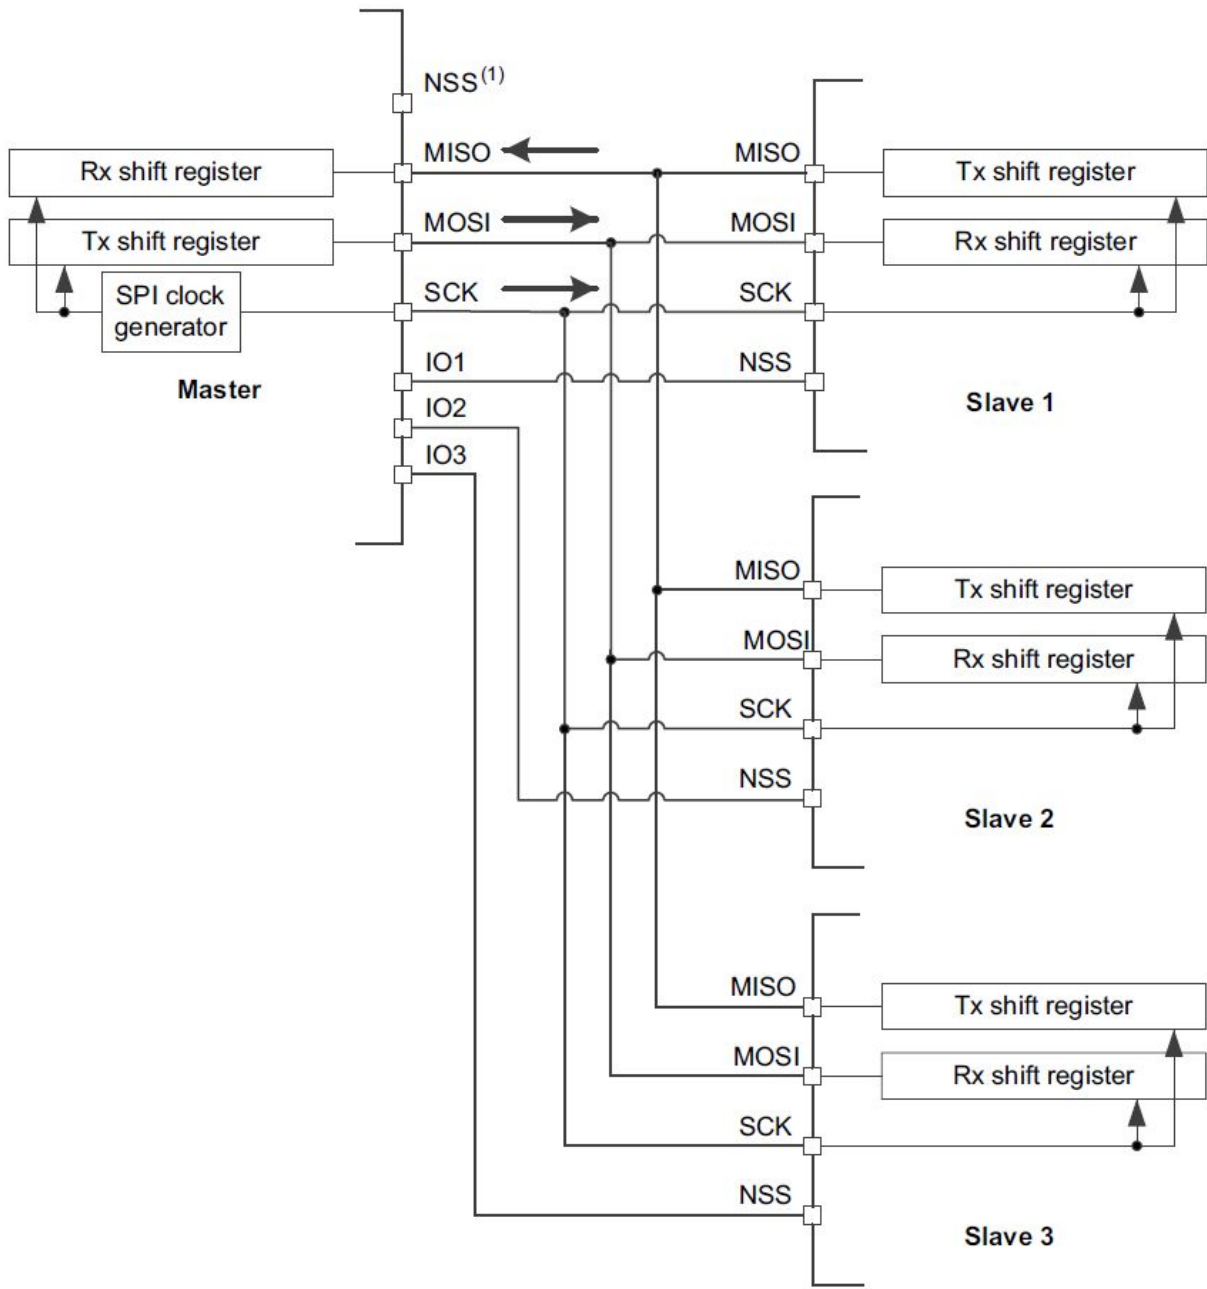 NSS(1)
MISO
MISO
Rx shift register
Tx shift register
MOSI
MOSI
Tx shift register
Rx shift register
SPI clock
generator
SCK
SCK
IO1
NSS
Master
Slave 1
IO2
IO3
MISO
Tx shift register
MOSI
Rx shift register
SCK
NSS
Slave 2
MISO
Tx shift register
MOSI
Rx shift register
SCK
NSS
Slave 3